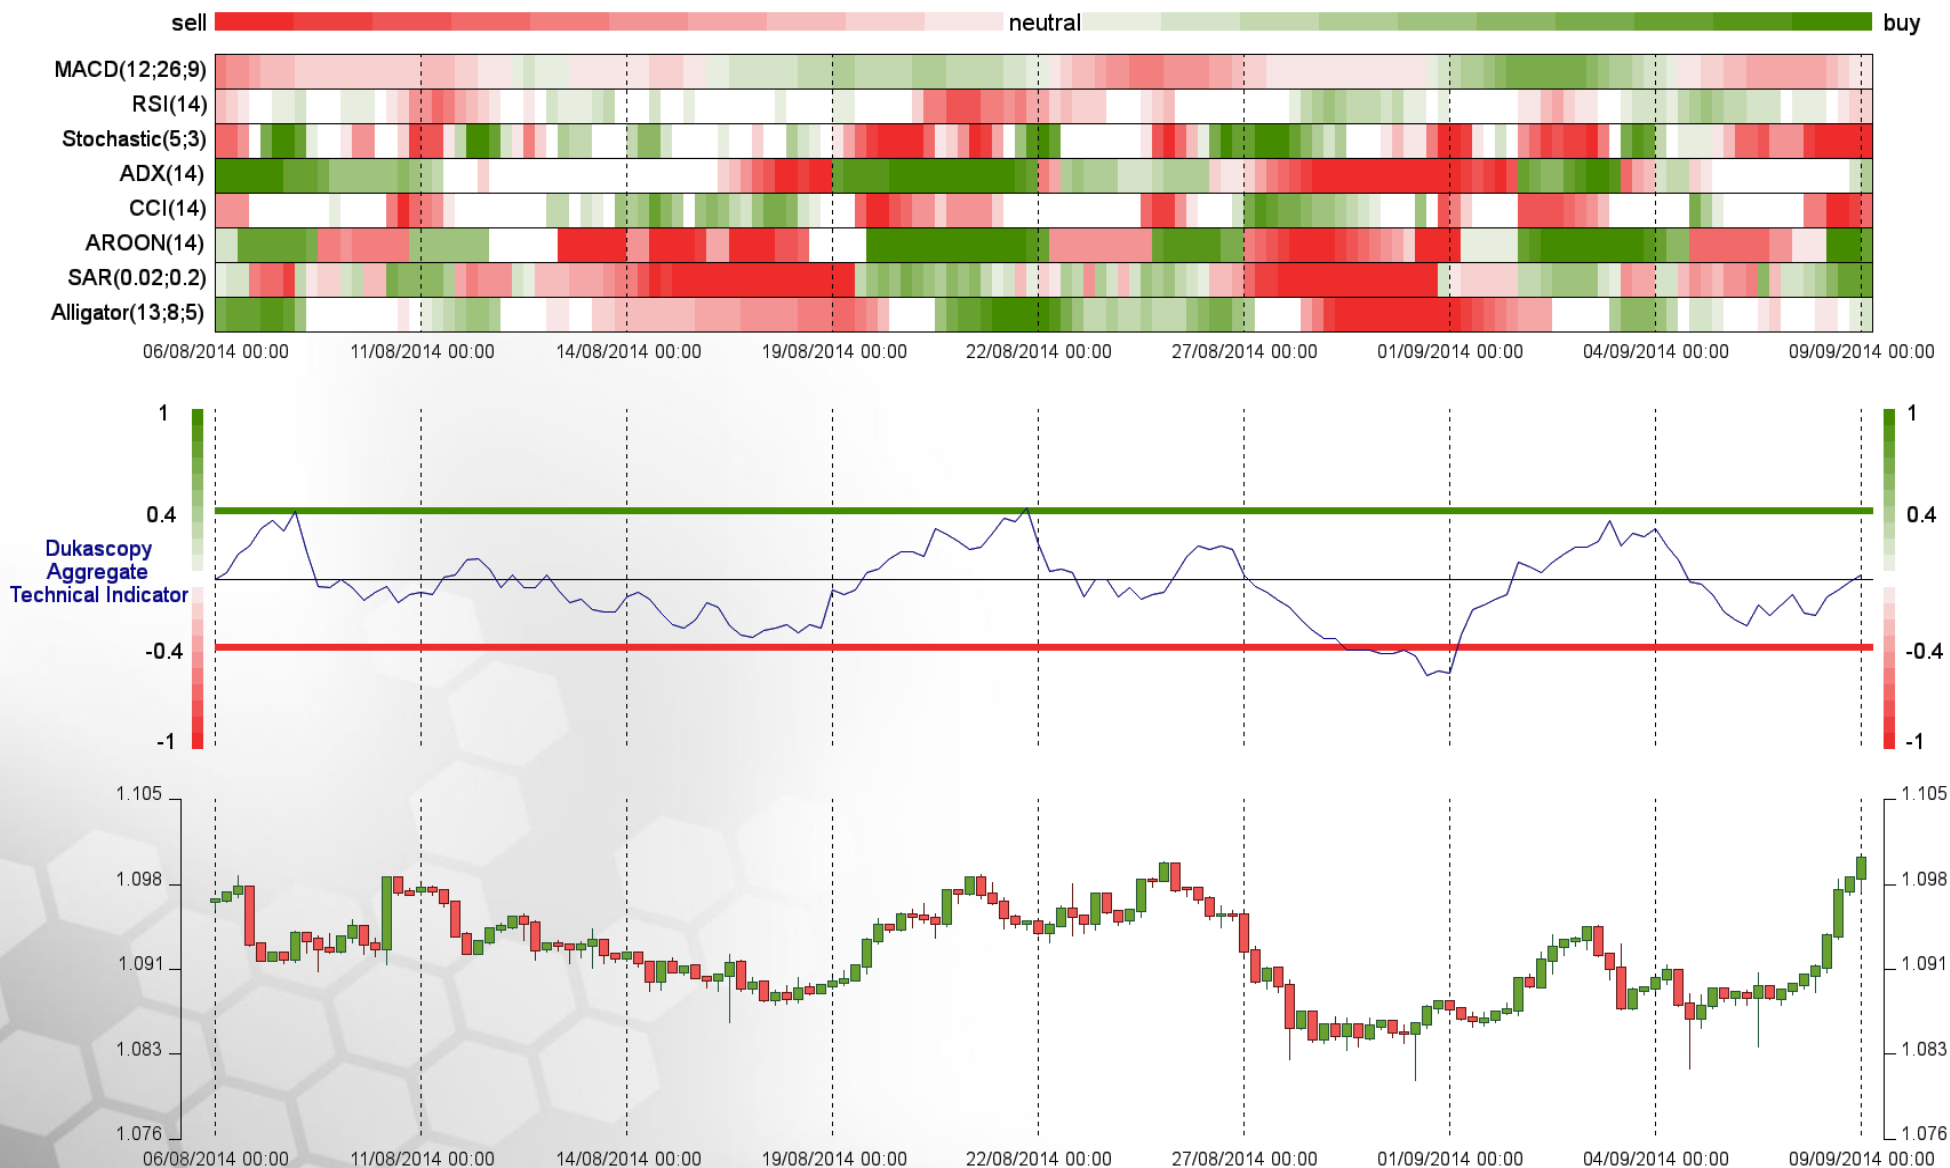 sell neutral buy
MACD(12;26;9)
RSI(14)
Stochastic(5;3)
ADX(14)
CCI(14)
AROON(14)
SAR(0.02;0.2)
Alligator(13;8;5)
06/08/2014 00:00 11/08/2014 00:00 14/08/2014 00:00 19/08/2014 00:00 22/08/2014 00:00 27/08/2014 00:00 01/09/2014 00:00 04/09/2014 00:00 09/09/2014 00:00
1 1
0.4 0.4
Dukascopy
Aggregate
Technical Indicator
-0.4 -0.4
-1 -1
1.105 1.105
1.098 1.098
1.091 1.091
1.083 1.083
1.076 1.076
06/08/2014 00:00 11/08/2014 00:00 14/08/2014 00:00 19/08/2014 00:00 22/08/2014 00:00 27/08/2014 00:00 01/09/2014 00:00 04/09/2014 00:00 09/09/2014 00:00